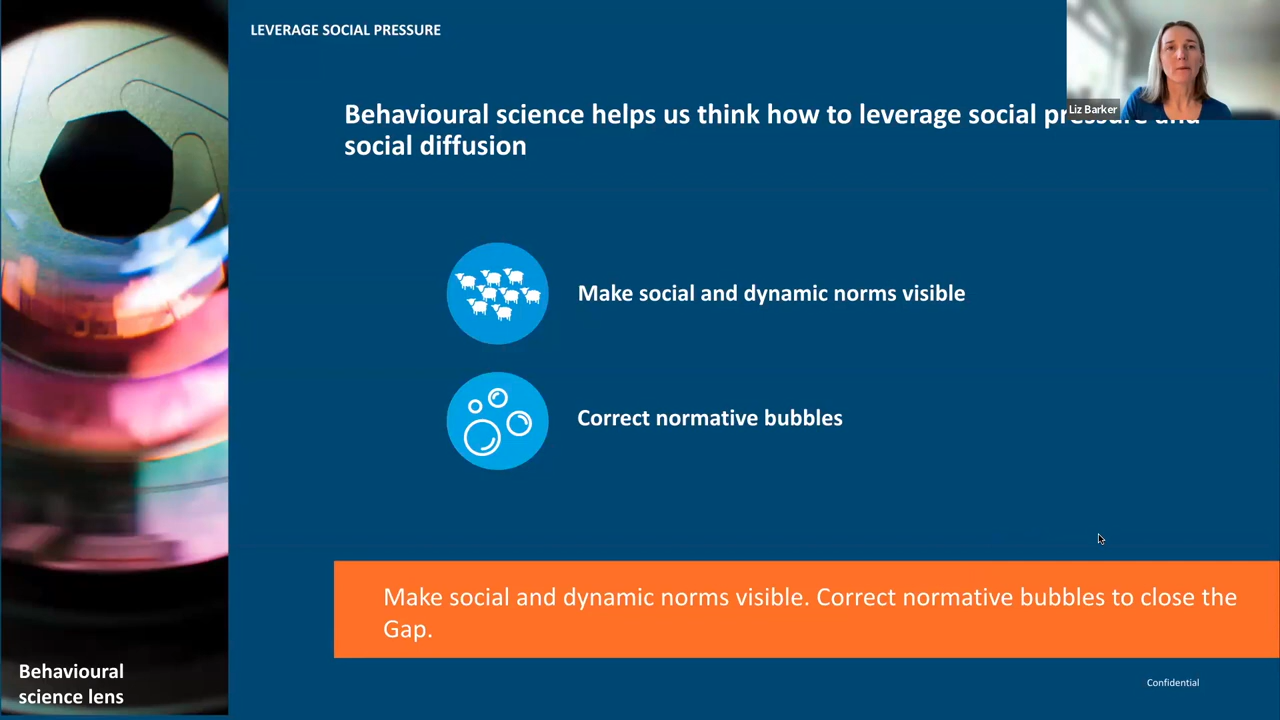 LEVERAGE SOCIAL PRESSURE
Liz Barker
Behavioural science helps us think how to leverage social pressure and
social diffusion
Make social and dynamic norms visible
Correct normative bubbles
Make social and dynamic norms visible. Correct normative bubbles to close the
Gap.
Behavioural
science lens
Confidential